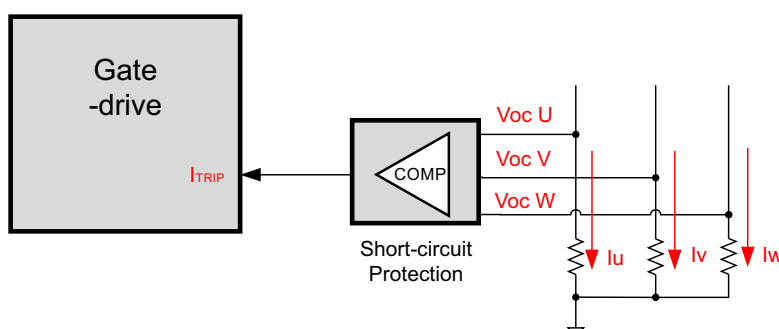 Gate
-drive
ITRIP
COMP
Short-circuit
Protection
Voc U
Voc V
Voc W
Iu
Iv
Iw